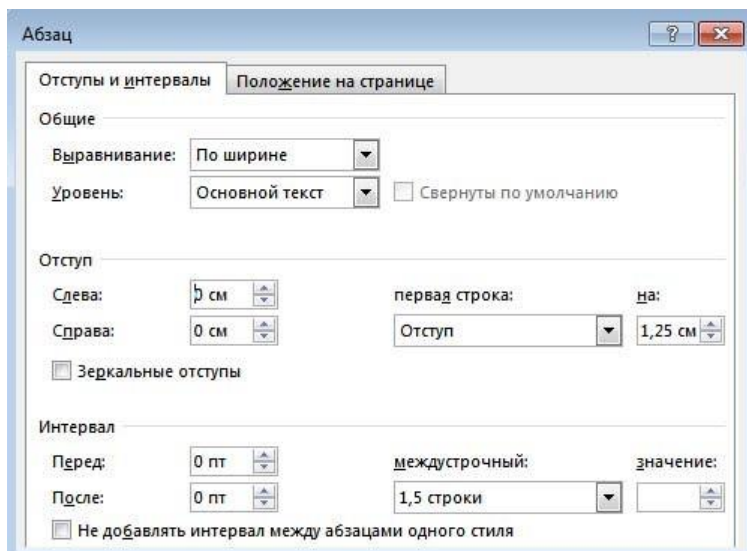 Абзац
Отступы и интервалы Положение на странице
Общие
Выравнивание: По ширине
Уровень: Основной текст Свернуты по умолчанию
Отступ
Слева: 0 см первая строка: на:
Справа: 0 см Отступ 1,25 см
Зеркальные отступы
Интервал
Перед: 0 пт междустрочный: значение:
После: 0 пт 1,5 строки
Не добавлять интервал между абзацами одного стиля